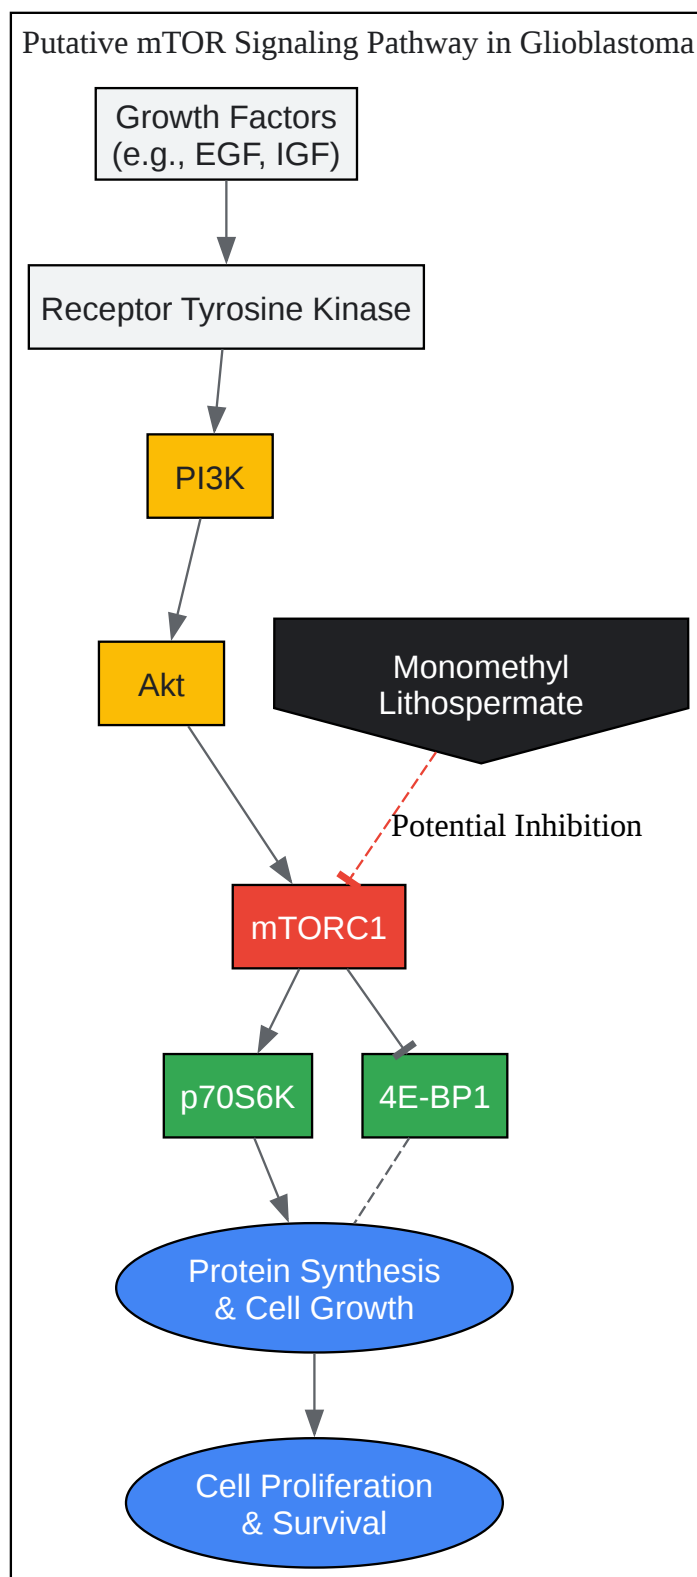 Putative mTOR Signaling Pathway in Glioblastoma
Growth Factors
(e.g., EGF, IGF)
Receptor Tyrosine Kinase
PI3K
Akt
Monomethyl
Lithospermate
Potential Inhibition
mTORC1
p70S6K
4E-BP1
Protein Synthesis
& Cell Growth
Cell Proliferation
& Survival